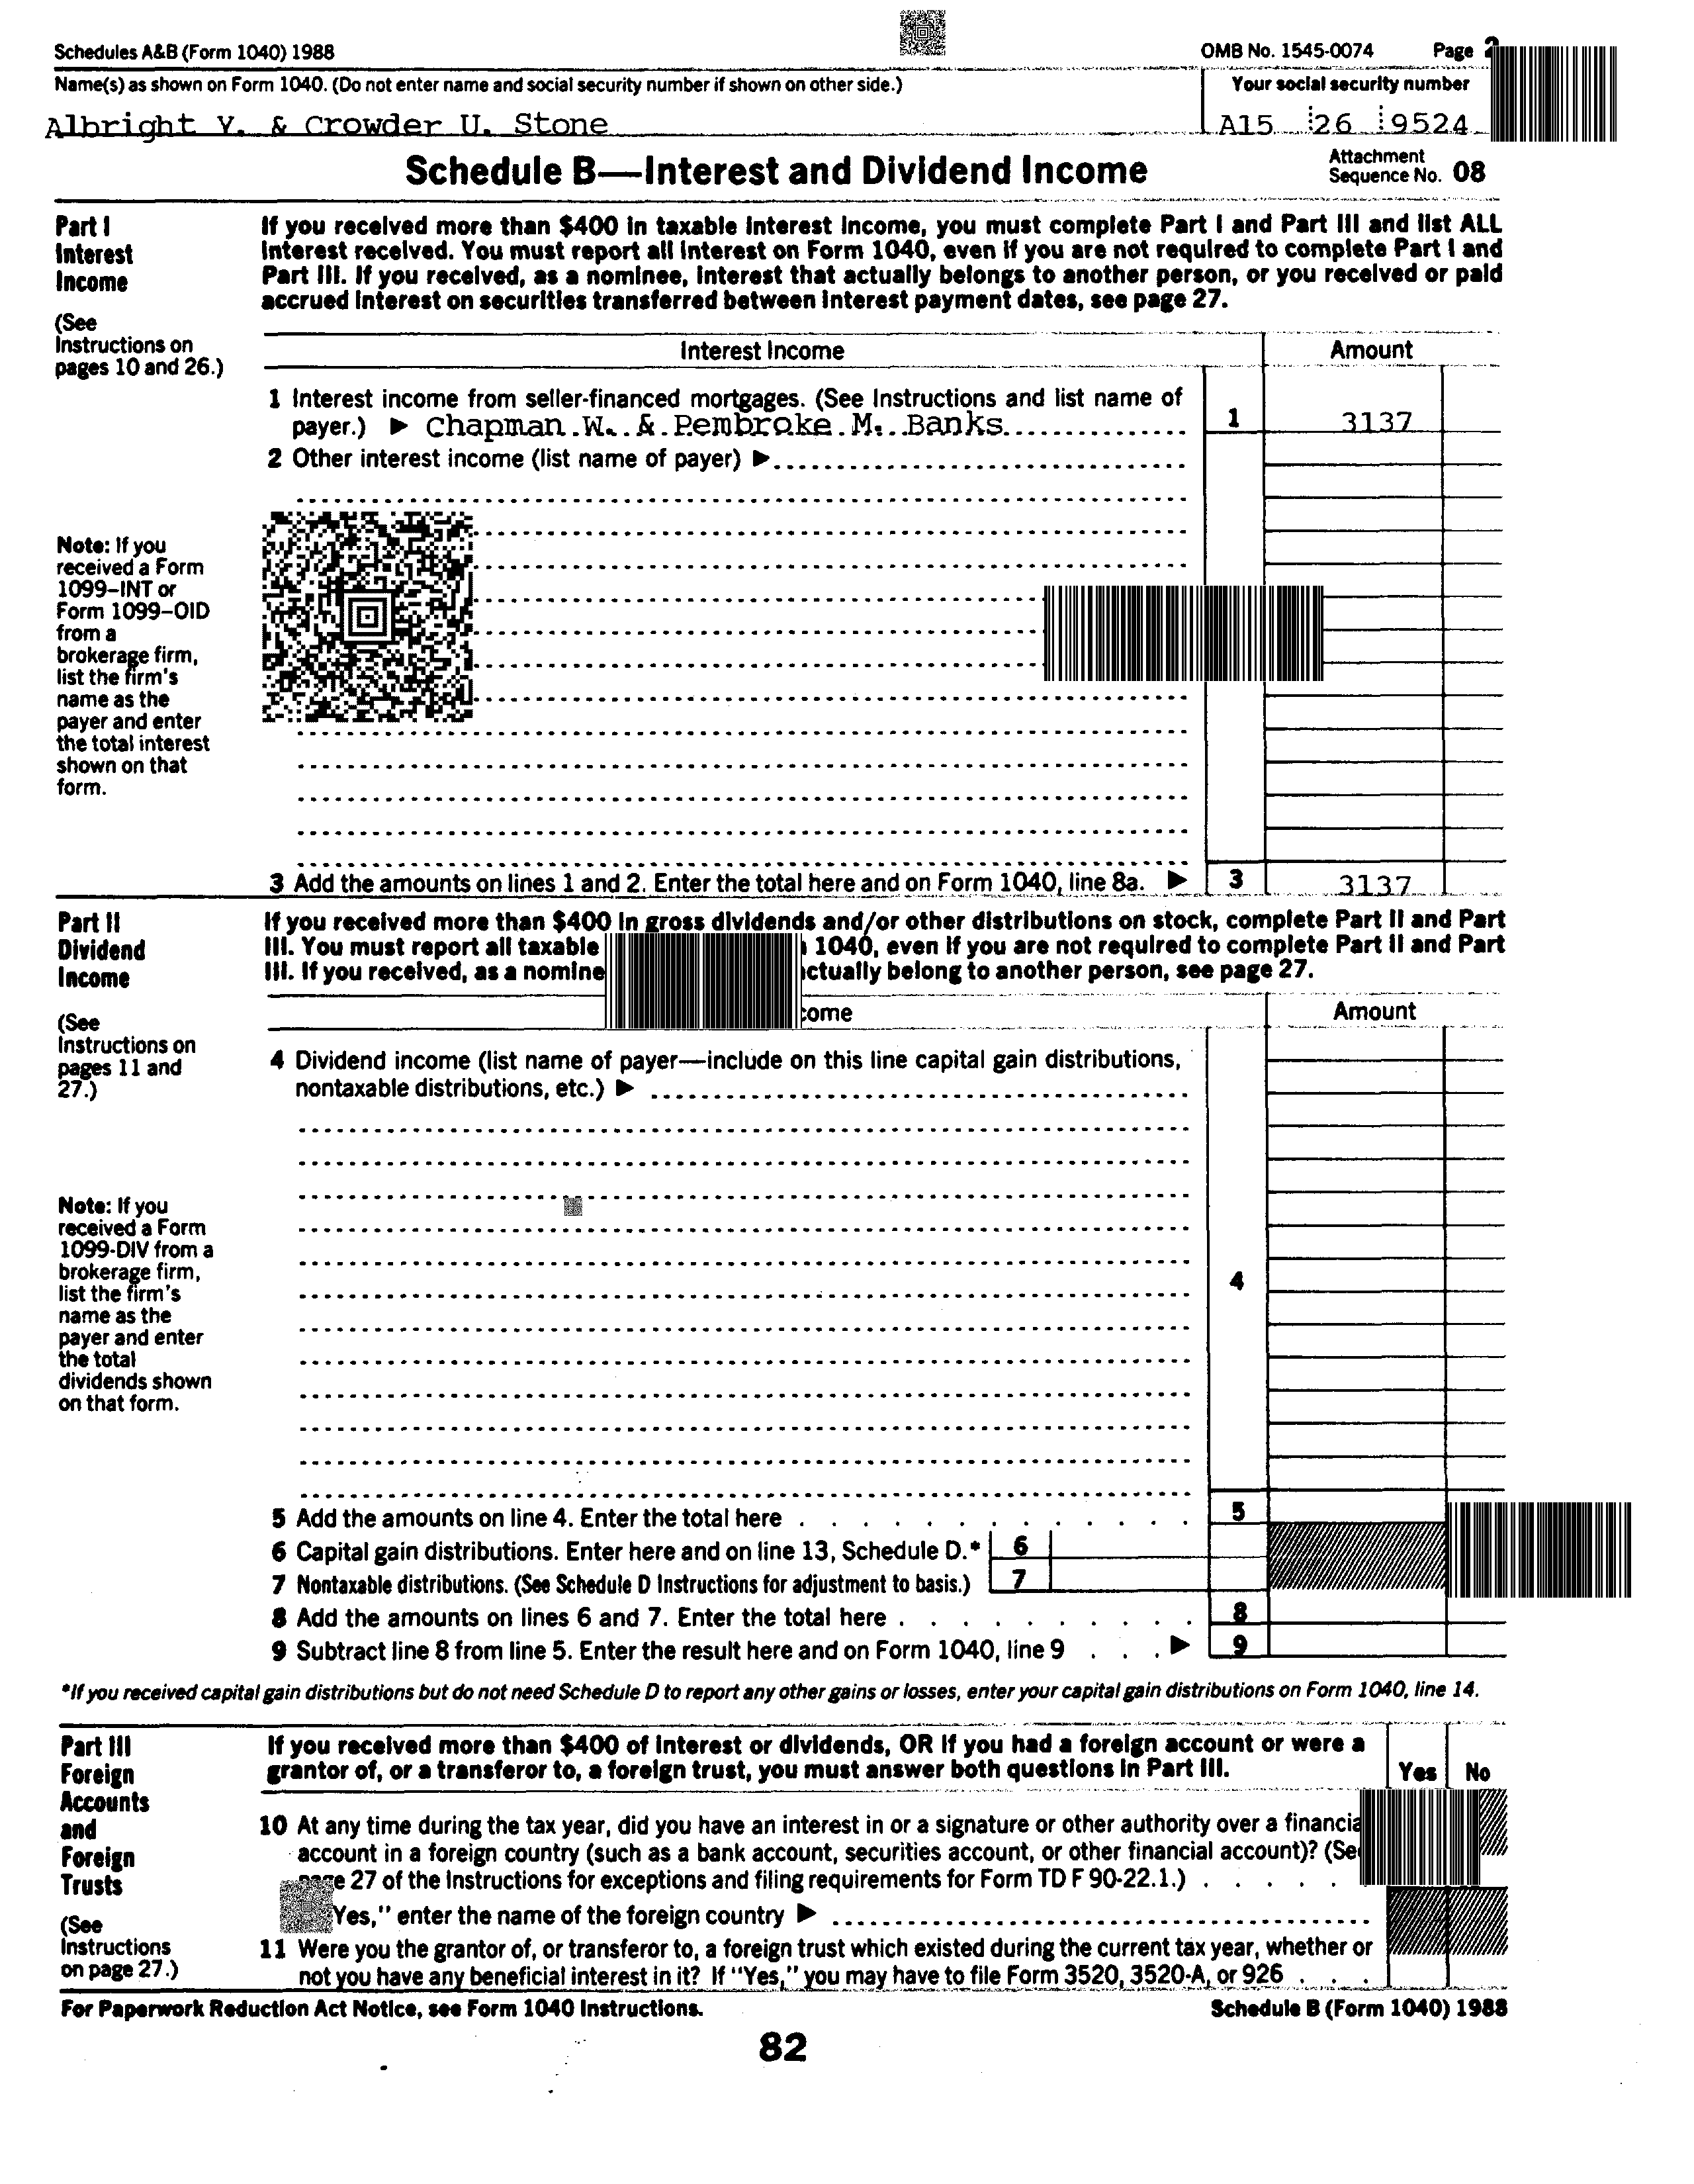 Schedules A&B (Form 1040) 1988 OMB No. 1545-0074 Page 2
Name(s) as shown on Form 1040. (Do not enter name and social security number if shown on other side.) Your social security number
Albright V. & Crowder U. Stone A15 26 9524
Schedule B—Interest and Dividend Income Attachment Sequence No. 08
Part I
Interest
Income
(See
Instructions on
pages 10 and 26.)
If you received more than $400 in taxable interest income, you must complete Part I and Part III and list ALL
interest received. You must report all interest on Form 1040, even if you are not required to complete Part I and
Part III. If you received, as a nominee, interest that actually belongs to another person, or you received or paid
accrued interest on securities transferred between interest payment dates, see page 27.
Interest Income Amount
1 Interest income from seller-financed mortgages. (See Instructions and list name of
payer.) ▶ Chapman W. & Pembroke M. Banks 1 3137
2 Other interest income (list name of payer) ▶
Note: If you
received a Form
1099–INT or
Form 1099–OID
from a
brokerage firm,
list the firm's
name as the
payer and enter
the total interest
shown on that
form.
3 Add the amounts on lines 1 and 2. Enter the total here and on Form 1040, line 8a. ▶ 3 3137
Part II
Dividend
Income
(See
Instructions on
pages 11 and
27.)
If you received more than $400 in gross dividends and/or other distributions on stock, complete Part II and Part
III. You must report all taxable 1040, even if you are not required to complete Part II and Part
III. If you received, as a actually belong to another person, see page 27.
Amount
4 Dividend income (list name of payer—include on this line capital gain distributions,
nontaxable distributions, etc.) ▶
Note: If you
received a Form
1099-DIV from a
brokerage firm,
list the firm's
name as the
payer and enter
the total
dividends shown
on that form.
4
5 Add the amounts on line 4. Enter the total here . . . . . . . . . . . . 5
6 Capital gain distributions. Enter here and on line 13, Schedule D.* 6
7 Nontaxable distributions. (See Schedule D Instructions for adjustment to basis.) 7
8 Add the amounts on lines 6 and 7. Enter the total here . . . . . . . . . . 8
9 Subtract line 8 from line 5. Enter the result here and on Form 1040, line 9 . . . ▶ 9
*If you received capital gain distributions but do not need Schedule D to report any other gains or losses, enter your capital gain distributions on Form 1040, line 14.
Part III
Foreign
Accounts
and
Foreign
Trusts
(See
Instructions
on page 27.)
If you received more than $400 of interest or dividends, OR if you had a foreign account or were a
grantor of, or a transferor to, a foreign trust, you must answer both questions in Part III. Yes No
10 At any time during the tax year, did you have an interest in or a signature or other authority over a financial
account in a foreign country (such as a bank account, securities account, or other financial account)? (See
page 27 of the Instructions for exceptions and filing requirements for Form TD F 90-22.1.) . . . . .
Yes," enter the name of the foreign country ▶
11 Were you the grantor of, or transferor to, a foreign trust which existed during the current tax year, whether or
not you have any beneficial interest in it? If "Yes," you may have to file Form 3520, 3520-A, or 926 . . .
For Paperwork Reduction Act Notice, see Form 1040 Instructions. Schedule B (Form 1040) 1988
82